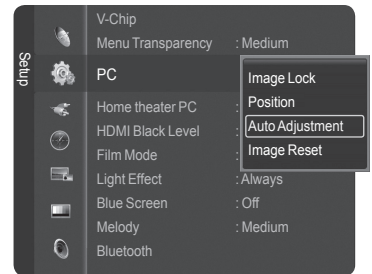 Setup
V-Chip
Menu Transparency : Medium
PC
Home theater PC :
HDMI Black Level :
Film Mode :
Light Effect : Always
Blue Screen : Off
Melody : Medium
Bluetooth
Image Lock
Position
Auto Adjustment
Image Reset